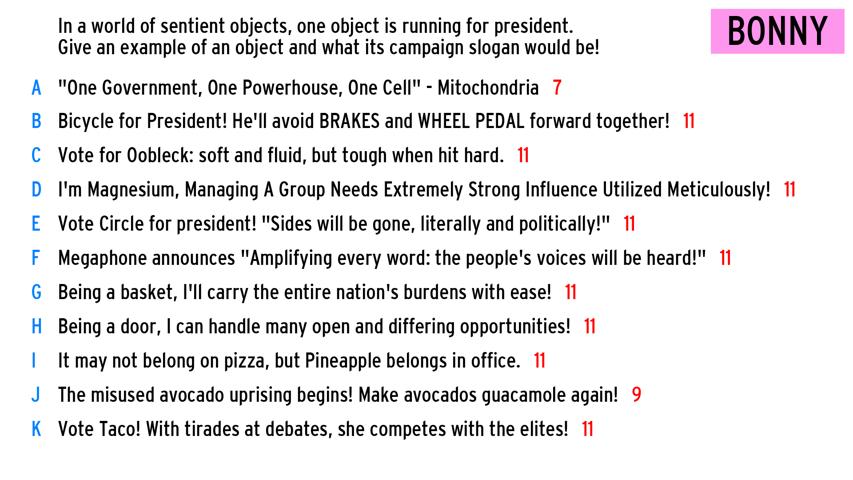 In a world of sentient objects, one object is running for president.
Give an example of an object and what its campaign slogan would be!
BONNY
A "One Government, One Powerhouse, One Cell" - Mitochondria 7
B Bicycle for President! He'll avoid BRAKES and WHEEL PEDAL forward together! 11
C Vote for Oobleck: soft and fluid, but tough when hit hard. 11
D I'm Magnesium, Managing A Group Needs Extremely Strong Influence Utilized Meticulously! 11
E Vote Circle for president! "Sides will be gone, literally and politically!" 11
F Megaphone announces "Amplifying every word: the people's voices will be heard!" 11
G Being a basket, I'll carry the entire nation's burdens with ease! 11
H Being a door, I can handle many open and differing opportunities! 11
I It may not belong on pizza, but Pineapple belongs in office. 11
J The misused avocado uprising begins! Make avocados guacamole again! 9
K Vote Taco! With tirades at debates, she competes with the elites! 11